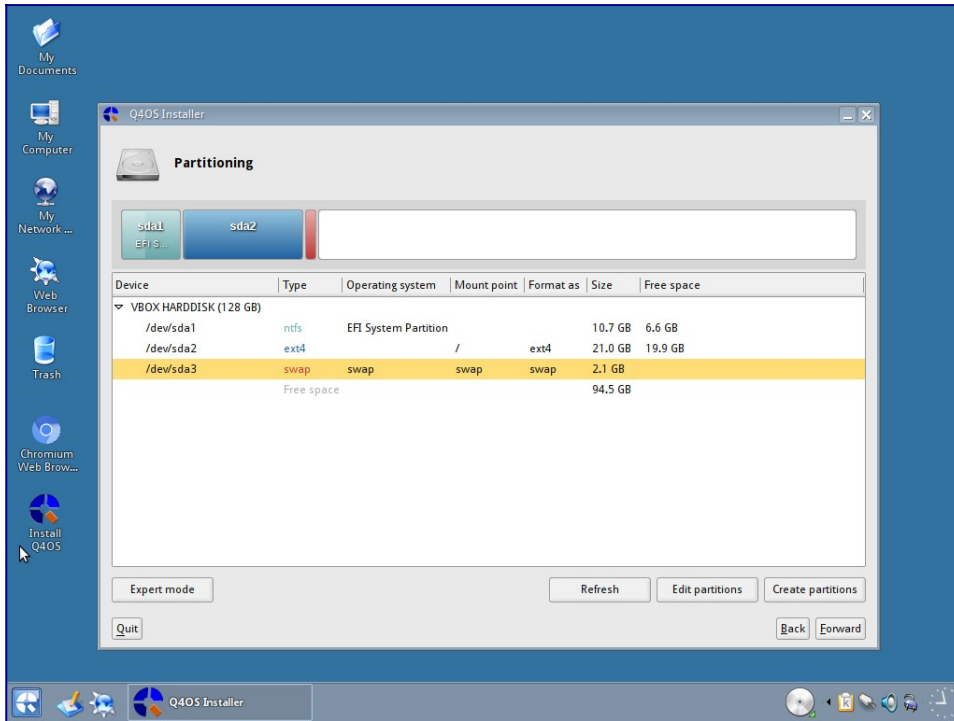 My
Documents
My
Computer
My
Network ...
Web
Browser
Trash
Chromium
Web Brow...
Install
Q4OS
Q4OS Installer
Partitioning
sda1
EFI S...
sda2
Device Type Operating system Mount point Format as Size Free space
VBOX HARDDISK (128 GB)
/dev/sda1 ntfs EFI System Partition 10.7 GB 6.6 GB
/dev/sda2 ext4 / ext4 21.0 GB 19.9 GB
/dev/sda3 swap swap swap swap 2.1 GB
Free space 94.5 GB
Expert mode Refresh Edit partitions Create partitions
Quit Back Forward
Q4OS Installer
K